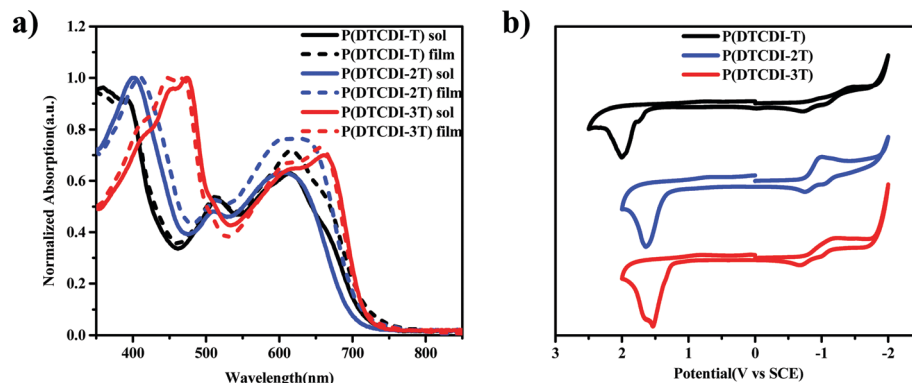 a)
Normalized Absorption(a.u.)
1.2
1.0
0.8
0.6
0.4
0.2
0.0
400
500
600
700
800
Wavelength(nm)
P(DTCDI-T) sol
P(DTCDI-T) film
P(DTCDI-2T) sol
P(DTCDI-2T) film
P(DTCDI-3T) sol
P(DTCDI-3T) film
b)
P(DTCDI-T)
P(DTCDI-2T)
P(DTCDI-3T)
3
2
1
0
-1
-2
Potential(V vs SCE)